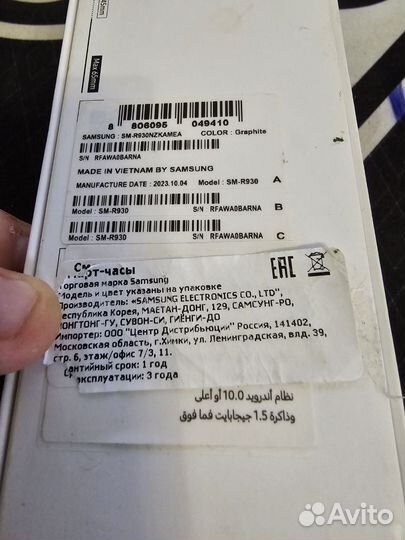 45mm
Max 65mm
8 806095 049410
SAMSUNG : SM-R930NZKAMEA COLOR : Graphite
S/N RFAWA0BARNA
MADE IN VIETNAM BY SAMSUNG
MANUFACTURE DATE : 2023.10.04 Model : SM-R930 A
Model : SM-R930 S/N RFAWA0BARNA B
Model : SM-R930 S/N RFAWA0BARNA C
EAC
рт-часы
Торговая марка Samsung
Модель и цвет указаны на упаковке
Производитель: «SAMSUNG ELECTRONICS CO., LTD",
Республика Корея, МАЕТАН-ДОНГ, 129, САМСУНГ-РО,
ЙОНГТОНГ-ГУ, СУВОН-СИ, ГИЁНГИ-ДО
Импортер: ООО "Центр Дистрибьюции" Россия, 141402,
Московская область, г.Химки, ул. Ленинградская, влд. 39,
стр. 6, этаж/офис 7/3, 11.
нтийный срок: 1 год
эксплуатации: 3 года
نظام أندرويد 10.0 أو أعلى
وذاكرة 1.5 جيجابايت فما فوق
Avito